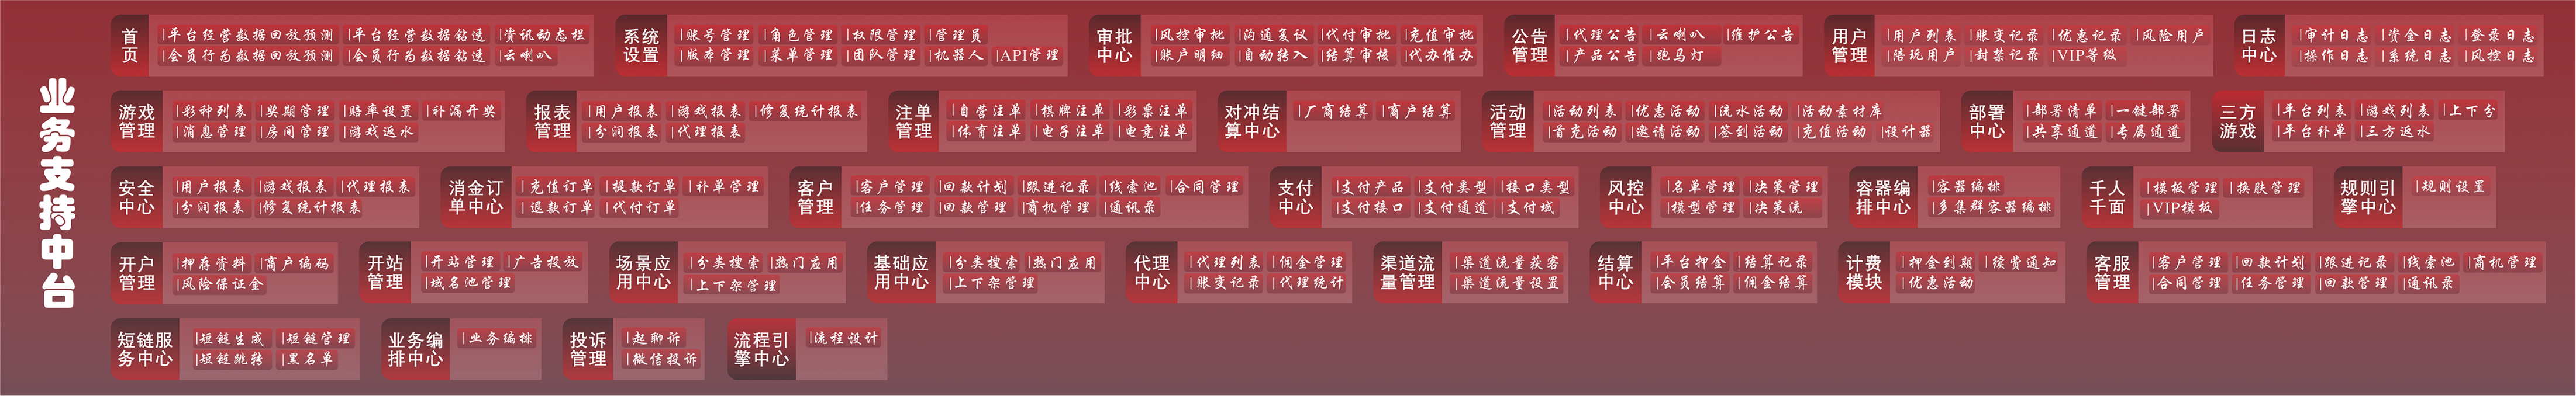 业务支持中台
首页
|平台经营数据回放预测 |平台经营数据钻透 |资讯动态栏
|会员行为数据回放预测 |会员行为数据钻透 |云喇叭
系统设置
|账号管理 |角色管理 |权限管理 |管理员
|版本管理 |菜单管理 |团队管理 |机器人 |API管理
审批中心
|风控审批 |沟通复议 |代付审批 |充值审批
|账户明细 |自动转入 |结算审核 |代办催办
公告管理
|代理公告 |云喇叭 |维护公告
|产品公告 |跑马灯
用户管理
|用户列表 |账变记录 |优惠记录 |风险用户
|陪玩用户 |封禁记录 |VIP等级
日志中心
|审计日志 |资金日志 |登录日志
|操作日志 |系统日志 |风控日志
游戏管理
|彩种列表 |奖期管理 |赔率设置 |补漏开奖
|消息管理 |房间管理 |游戏返水
报表管理
|用户报表 |游戏报表 |修复统计报表
|分润报表 |代理报表
注单管理
|自营注单 |棋牌注单 |彩票注单
|体育注单 |电子注单 |电竞注单
对冲结算中心
|厂商结算 |商户结算
活动管理
|活动列表 |优惠活动 |流水活动 |活动素材库
|首充活动 |邀请活动 |签到活动 |充值活动 |设计器
部署中心
|部署清单 |一键部署
|共享通道 |专属通道
三方游戏
|平台列表 |游戏列表 |上下分
|平台补单 |三方返水
安全中心
|用户报表 |游戏报表 |代理报表
|分润报表 |修复统计报表
消金订单中心
|充值订单 |提款订单 |补单管理
|退款订单 |代付订单
客户管理
|客户管理 |回款计划 |跟进记录 |线索池 |合同管理
|任务管理 |回款管理 |商机管理 |通讯录
支付中心
|支付产品 |支付类型 |接口类型
|支付接口 |支付通道 |支付域
风控中心
|名单管理 |决策管理
|模型管理 |决策流
容器编排中心
|容器编排
|多集群容器编排
千人千面
|模板管理 |换肤管理
|VIP模板
规则引擎中心
|规则设置
开户管理
|押存资料 |商户编码
|风险保证金
开站管理
|开站管理 |广告投放
|域名池管理
场景应用中心
|分类搜索 |热门应用
|上下架管理
基础应用中心
|分类搜索 |热门应用
|上下架管理
代理中心
|代理列表 |佣金管理
|账变记录 |代理统计
渠道流量管理
|渠道流量获客
|渠道流量设置
结算中心
|平台押金 |结算记录
|会员结算 |佣金结算
计费模块
|押金到期 |续费通知
|优惠活动
客服管理
|客户管理 |回款计划 |跟进记录 |线索池 |商机管理
|合同管理 |任务管理 |回款管理 |通讯录
短链服务中心
|短链生成 |短链管理
|短链跳转 |黑名单
业务编排中心
|业务编排
投诉管理
|起聊诉
|微信投诉
流程引擎中心
|流程设计